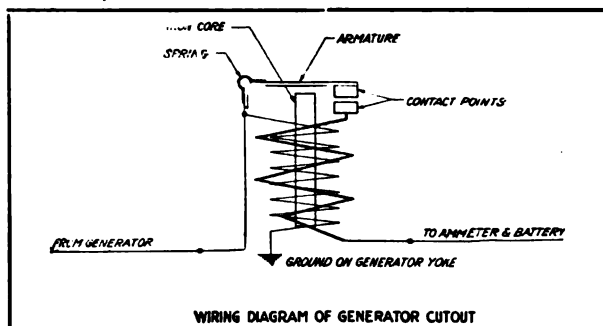 IRON CORE
ARMATURE
SPRING
CONTACT POINTS
FROM GENERATOR
TO AMMETER & BATTERY
GROUND ON GENERATOR YOKE
WIRING DIAGRAM OF GENERATOR CUTOUT